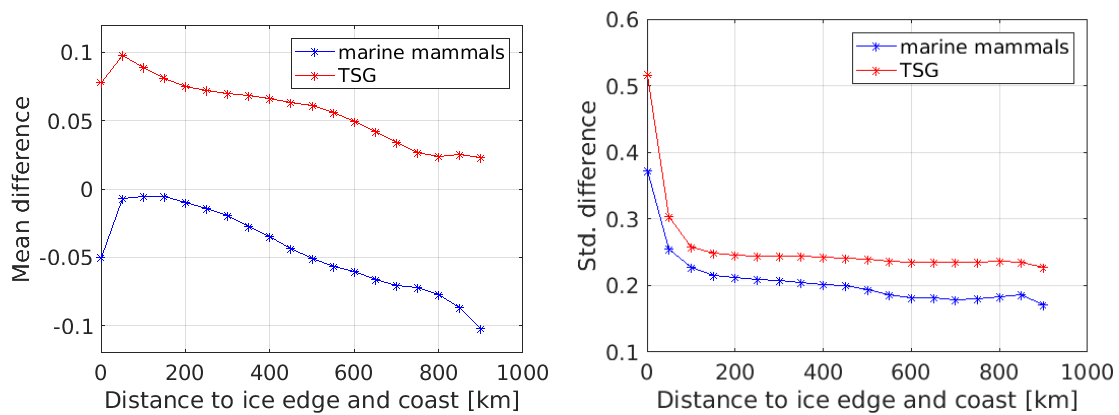 marine mammals
TSG
0.1
0.05
0
-0.05
-0.1
Mean difference
0 200 400 600 800 1000
Distance to ice edge and coast [km]
marine mammals
TSG
0.6
0.5
0.4
0.3
0.2
0.1
Std. difference
0 200 400 600 800 1000
Distance to ice edge and coast [km]